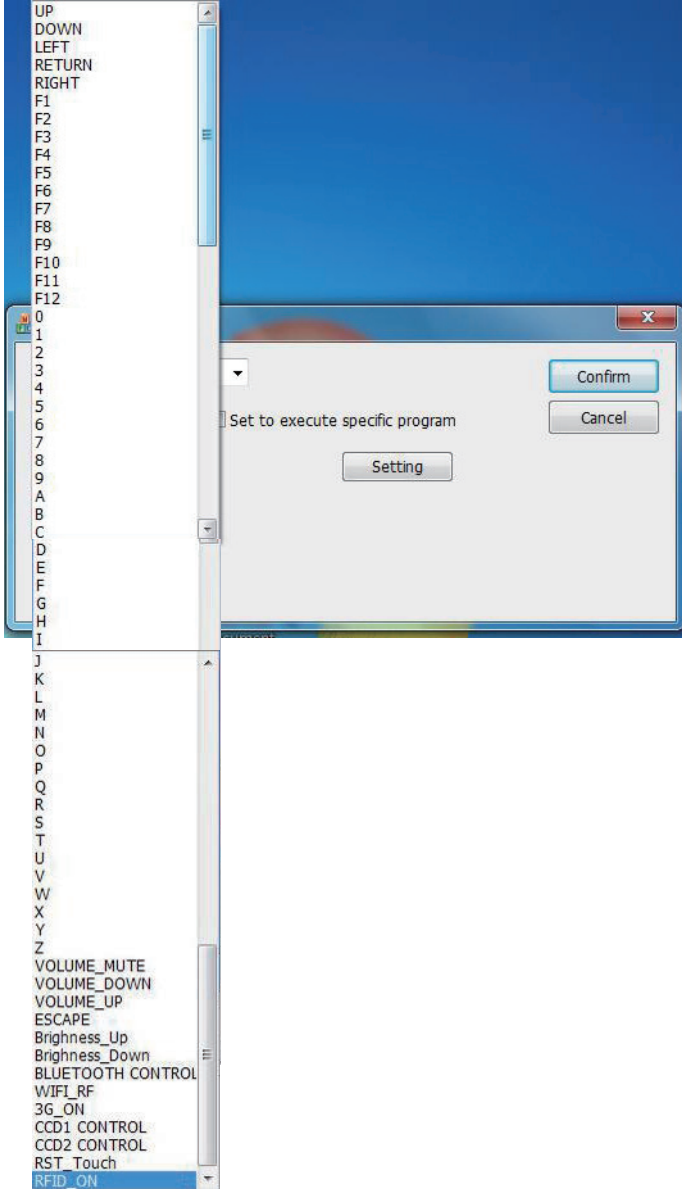 UP
DOWN
LEFT
RETURN
RIGHT
F1
F2
F3
F4
F5
F6
F7
F8
F9
F10
F11
F12
0
1
2
3
4
5
6
7
8
9
A
B
C
D
E
F
G
H
I
Confirm
Set to execute specific program
Cancel
Setting
J
K
L
M
N
O
P
Q
R
S
T
U
V
W
X
Y
Z
VOLUME_MUTE
VOLUME_DOWN
VOLUME_UP
ESCAPE
Brighness_Up
Brighness_Down
BLUETOOTH CONTROL
WIFI_RF
3G_ON
CCD1 CONTROL
CCD2 CONTROL
RST_Touch
RFID_ON